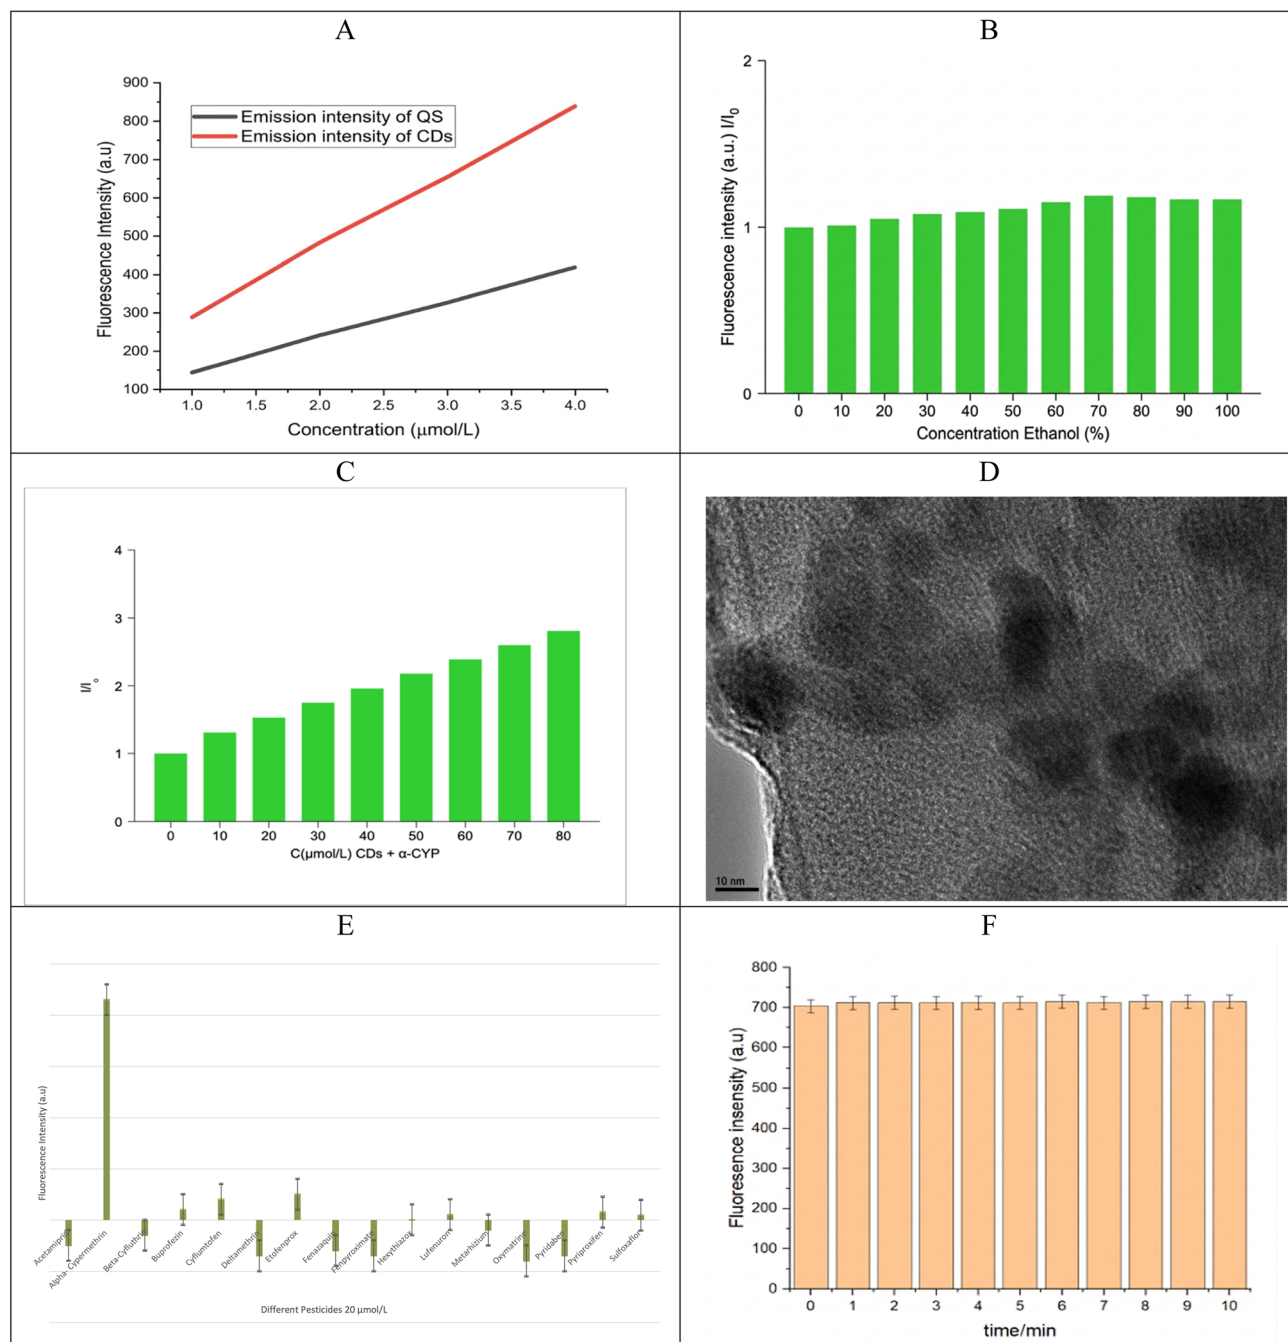 A
900
800
700
600
500
400
300
200
100
Fluorescence Intensity (a.u)
Emission intensity of QS
Emission intensity of CDs
1.0 1.5 2.0 2.5 3.0 3.5 4.0
Concentration (μmol/L)
B
2
1
0
Fluorescence intensity (a.u.) I/I₀
0 10 20 30 40 50 60 70 80 90 100
Concentration Ethanol (%)
C
4
3
2
1
0
I/I₀
0 10 20 30 40 50 60 70 80
C(μmol/L) CDs + α-CYP
D
10 nm
E
Fluorescence Intensity (a.u)
Acetamiprid
Alpha- Cypermethrin
Beta-Cyfluthrin
Buprofezin
Cyflumtofen
Deltamethrin
Etofenprox
Fenazaquin
Fenpyroximate
Hexythiazox
Lufenurom
Metarhizium
Oxymatrine
Pyridaben
Pyriproxifen
Sulfoxaflor
Different Pesticides 20 μmol/L
F
800
700
600
500
400
300
200
100
0
Fluoresence insensity (a.u)
0 1 2 3 4 5 6 7 8 9 10
time/min